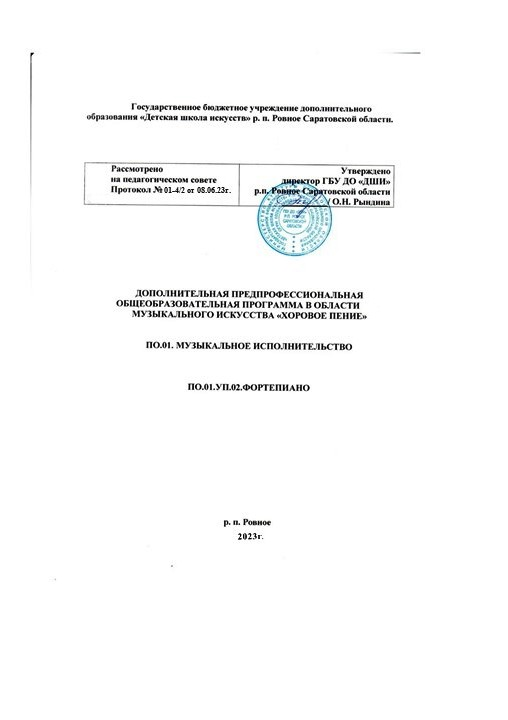 Государственное бюджетное учреждение дополнительного
образования «Детская школа искусств» р. п. Ровное Саратовской области.
Рассмотрено
на педагогическом совете
Протокол № 01-4/2 от 08.06.23г.
Утверждено
директор ГБУ ДО «ДШИ»
р.п. Ровное Саратовской области
/ О.Н. Рындина
ДОПОЛНИТЕЛЬНАЯ ПРЕДПРОФЕССИОНАЛЬНАЯ
ОБЩЕОБРАЗОВАТЕЛЬНАЯ ПРОГРАММА В ОБЛАСТИ
МУЗЫКАЛЬНОГО ИСКУССТВА «ХОРОВОЕ ПЕНИЕ»
ПО.01. МУЗЫКАЛЬНОЕ ИСПОЛНИТЕЛЬСТВО
ПО.01.УП.02.ФОРТЕПИАНО
р. п. Ровное
2023г.